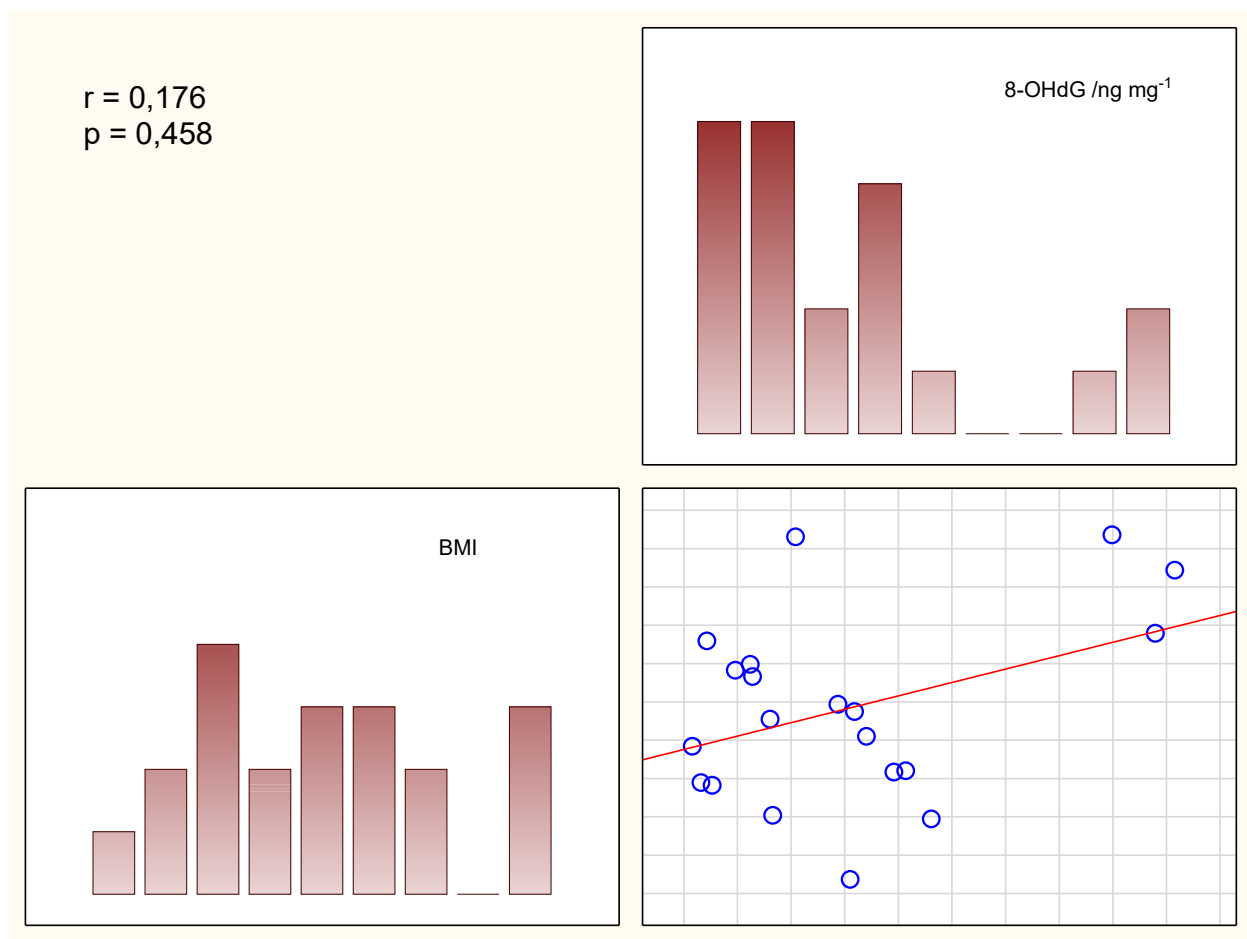 r = 0,176
p = 0,458
8-OHdG /ng mg⁻¹
BMI